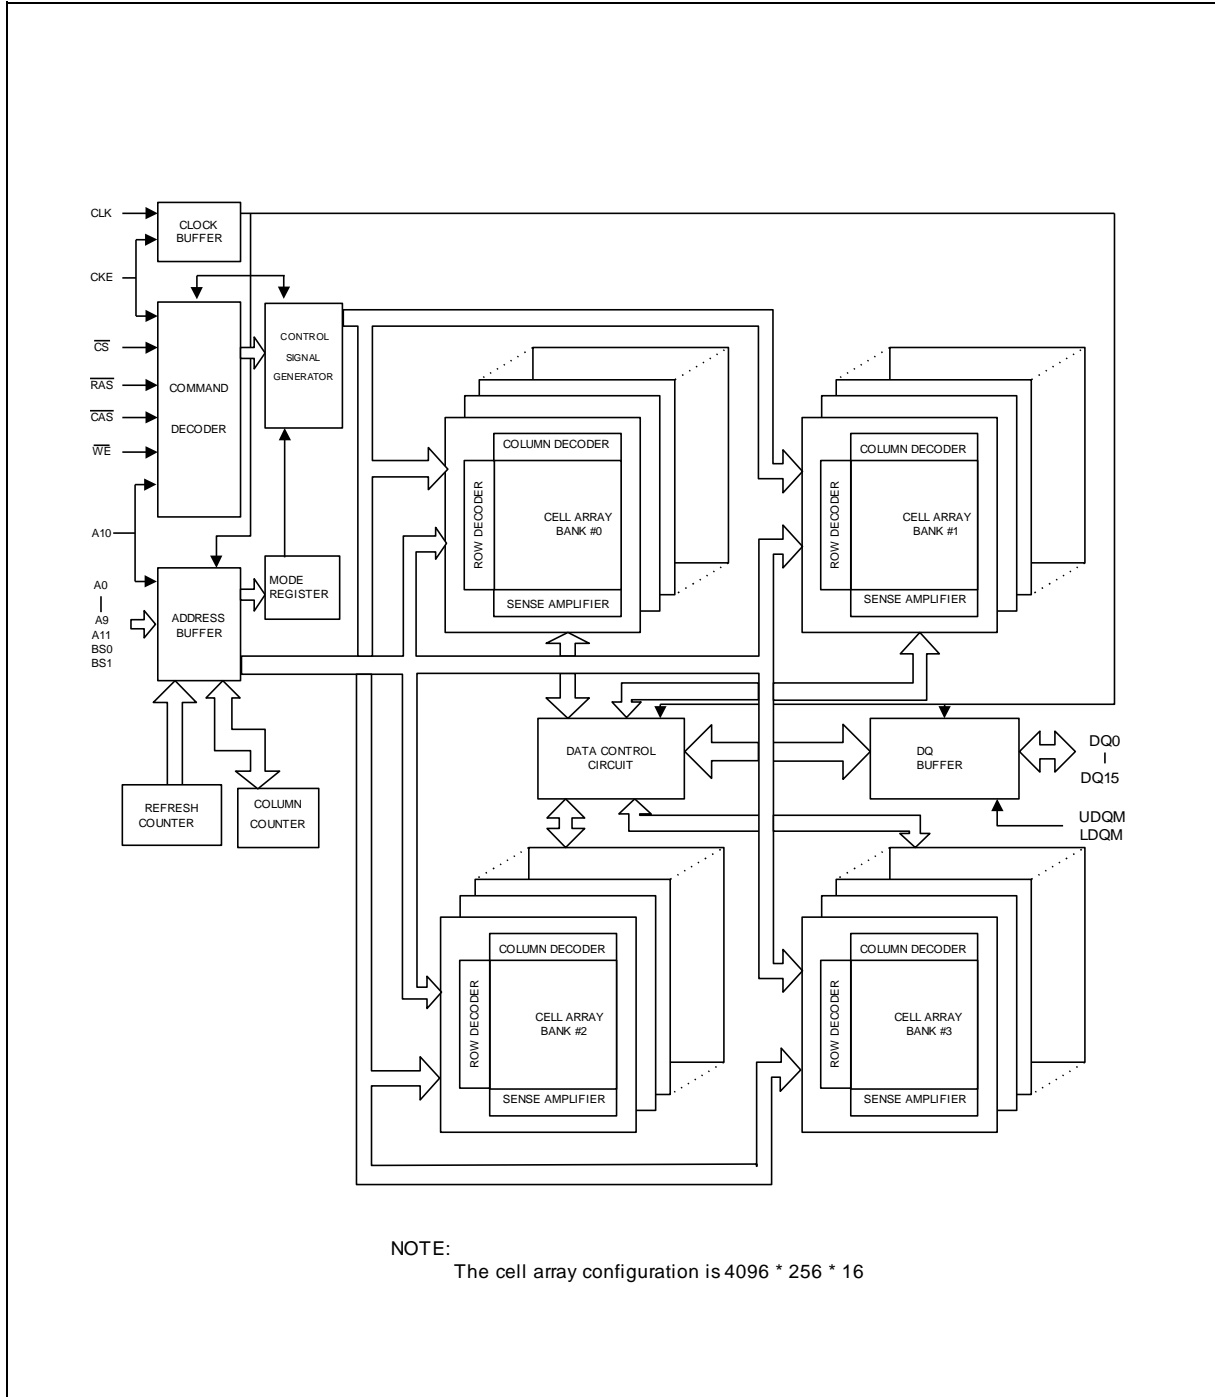 CLK
CLOCK
BUFFER
CKE
CS
RAS
CAS
WE
COMMAND
DECODER
CONTROL
SIGNAL
GENERATOR
A10
A0
A9
A11
BS0
BS1
ADDRESS
BUFFER
MODE
REGISTER
REFRESH
COUNTER
COLUMN
COUNTER
COLUMN DECODER
ROW DECODER
CELL ARRAY
BANK #0
SENSE AMPLIFIER
COLUMN DECODER
ROW DECODER
CELL ARRAY
BANK #1
SENSE AMPLIFIER
DATA CONTROL
CIRCUIT
DQ
BUFFER
DQ0
DQ15
UDQM
LDQM
COLUMN DECODER
ROW DECODER
CELL ARRAY
BANK #2
SENSE AMPLIFIER
COLUMN DECODER
ROW DECODER
CELL ARRAY
BANK #3
SENSE AMPLIFIER
NOTE:
The cell array configuration is 4096 * 256 * 16